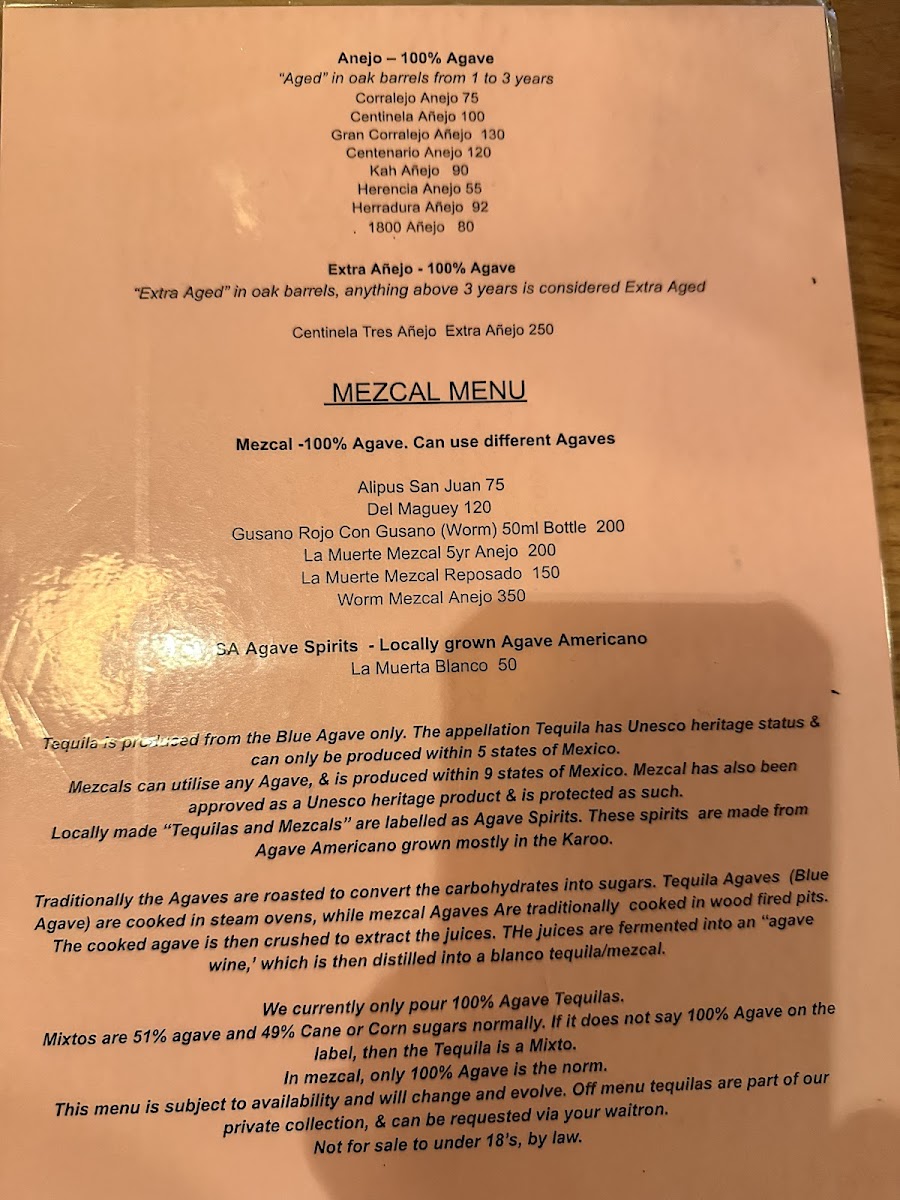 Anejo – 100% Agave
“Aged” in oak barrels from 1 to 3 years
Corralejo Anejo 75
Centinela Añejo 100
Gran Corralejo Añejo 130
Centenario Anejo 120
Kah Añejo 90
Herencia Anejo 55
Herradura Añejo 92
. 1800 Añejo 80
Extra Añejo - 100% Agave
“Extra Aged” in oak barrels, anything above 3 years is considered Extra Aged
Centinela Tres Añejo Extra Añejo 250
MEZCAL MENU
Mezcal -100% Agave. Can use different Agaves
Alipus San Juan 75
Del Maguey 120
Gusano Rojo Con Gusano (Worm) 50ml Bottle 200
La Muerte Mezcal 5yr Anejo 200
La Muerte Mezcal Reposado 150
Worm Mezcal Anejo 350
SA Agave Spirits - Locally grown Agave Americano
La Muerta Blanco 50
Tequila is produced from the Blue Agave only. The appellation Tequila has Unesco heritage status &
can only be produced within 5 states of Mexico.
Mezcals can utilise any Agave, & is produced within 9 states of Mexico. Mezcal has also been
approved as a Unesco heritage product & is protected as such.
Locally made “Tequilas and Mezcals” are labelled as Agave Spirits. These spirits are made from
Agave Americano grown mostly in the Karoo.
Traditionally the Agaves are roasted to convert the carbohydrates into sugars. Tequila Agaves (Blue
Agave) are cooked in steam ovens, while mezcal Agaves Are traditionally cooked in wood fired pits.
The cooked agave is then crushed to extract the juices. THe juices are fermented into an “agave
wine,’ which is then distilled into a blanco tequila/mezcal.
We currently only pour 100% Agave Tequilas.
Mixtos are 51% agave and 49% Cane or Corn sugars normally. If it does not say 100% Agave on the
label, then the Tequila is a Mixto.
In mezcal, only 100% Agave is the norm.
This menu is subject to availability and will change and evolve. Off menu tequilas are part of our
private collection, & can be requested via your waitron.
Not for sale to under 18’s, by law.